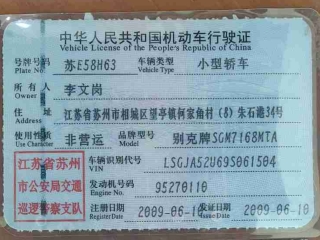 中华人民共和国机动车行驶证
Vehicle License of the People's Republic of China
号牌号码 苏E58H63 车辆类型 小型轿车
Plate No. Vehicle Type
所有人 李文岗
Owner
住址 江苏省苏州市相城区望亭镇何家角村(8)朱石港34号
Address
使用性质 非营运 品牌型号 别克牌SGM7168MTA
Use Character Model
江苏省苏州
市公安局交通
巡逻警察支队
车辆识别代号 LSGJA52U69S061504
VIN
发动机号码 95270110
Engine No.
注册日期 2009-06-10 发证日期 2009-06-10
Register Date Issue Date